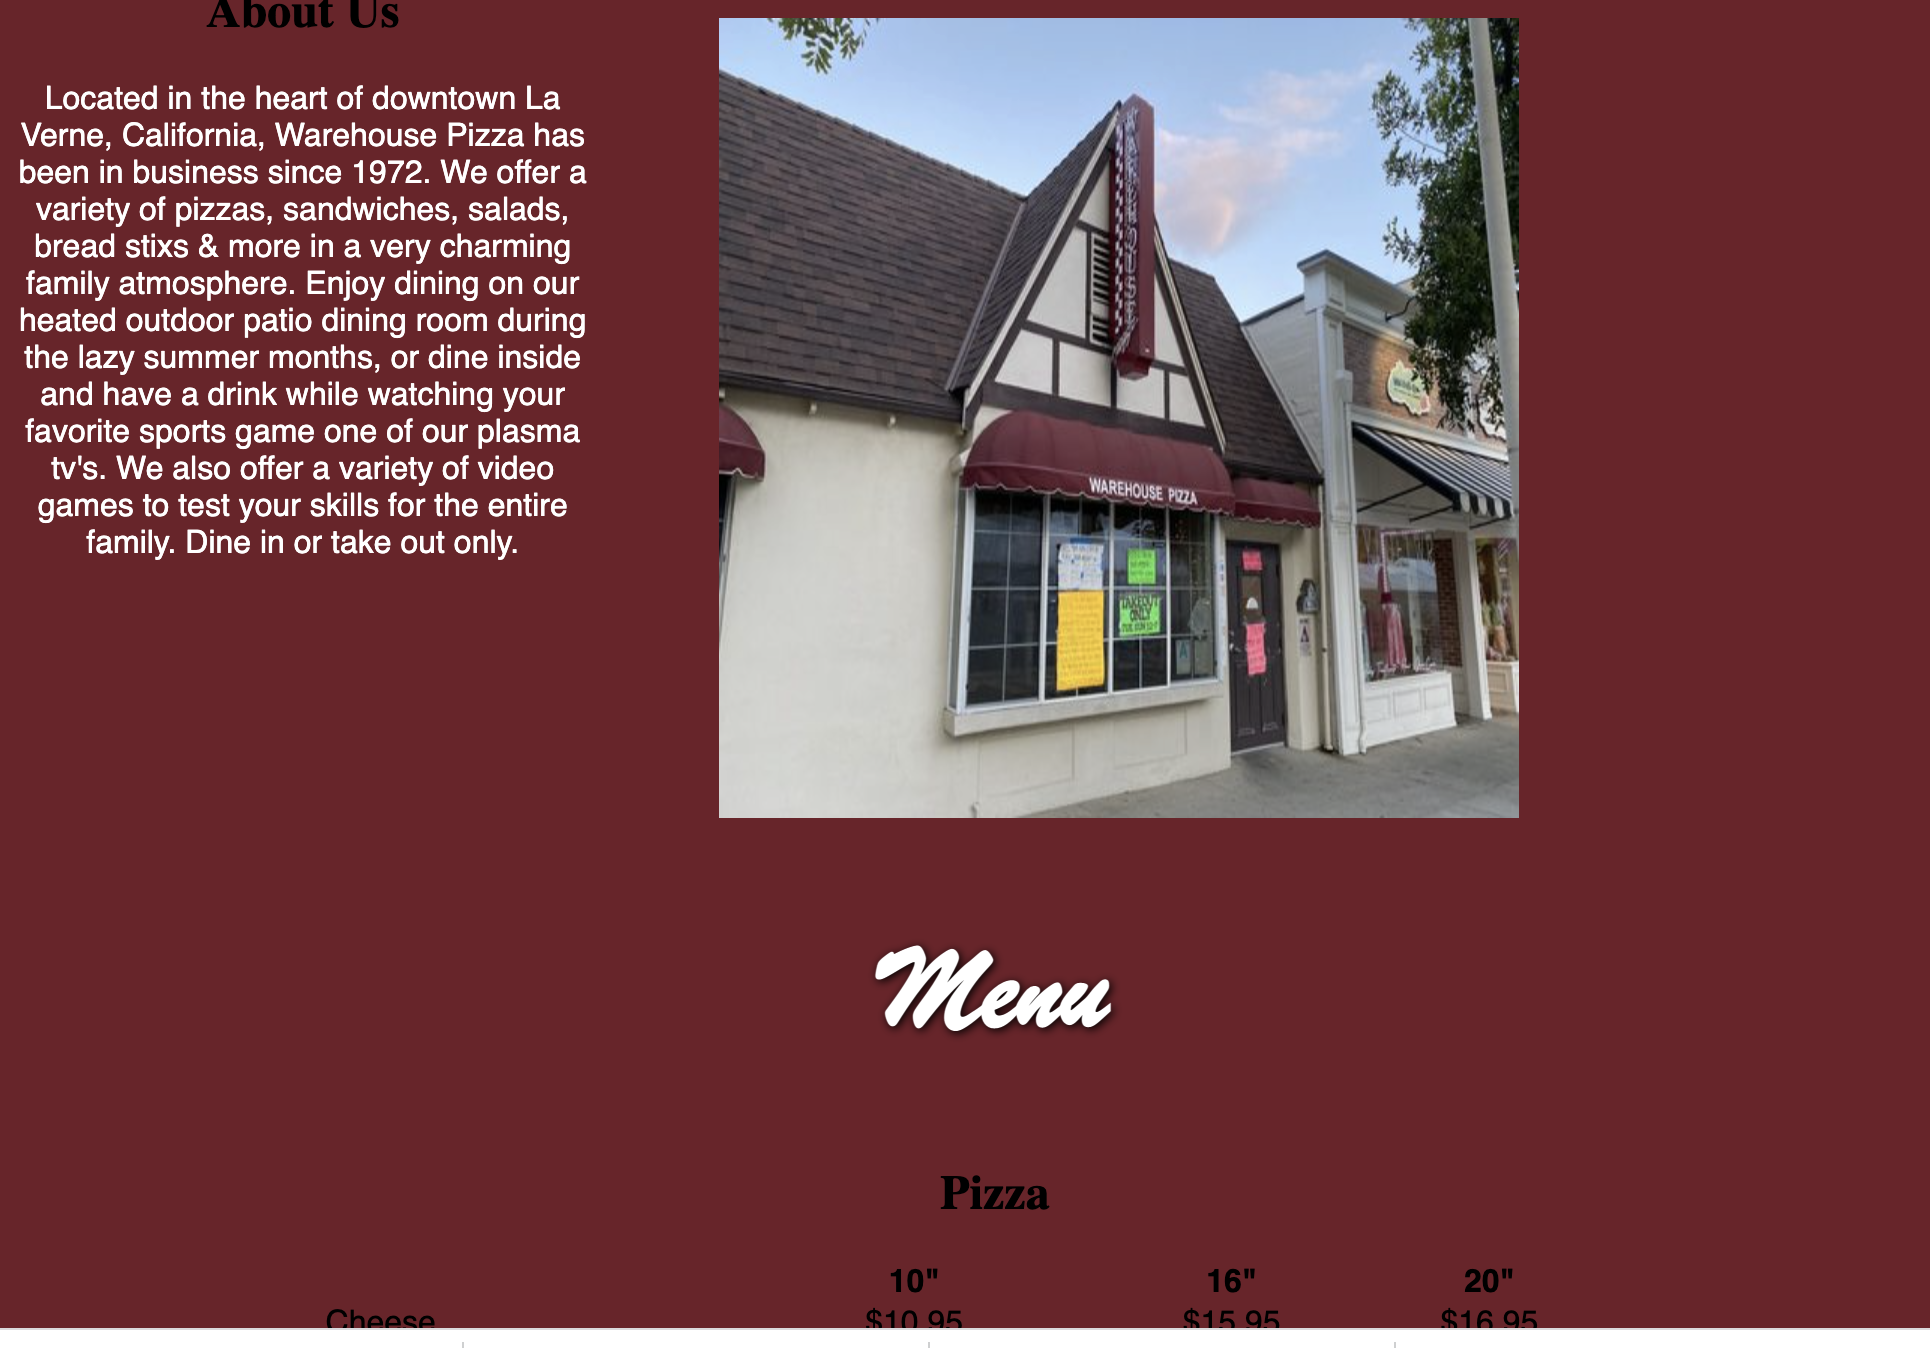 About Us
Located in the heart of downtown La
Verne, California, Warehouse Pizza has
been in business since 1972. We offer a
variety of pizzas, sandwiches, salads,
bread stixs & more in a very charming
family atmosphere. Enjoy dining on our
heated outdoor patio dining room during
the lazy summer months, or dine inside
and have a drink while watching your
favorite sports game one of our plasma
tv's. We also offer a variety of video
games to test your skills for the entire
family. Dine in or take out only.
WAREHOUSE PIZZA
TAKEOUT
ONLY
Menu
Pizza
10" 16" 20"
Cheese $10.95 $15.95 $16.95